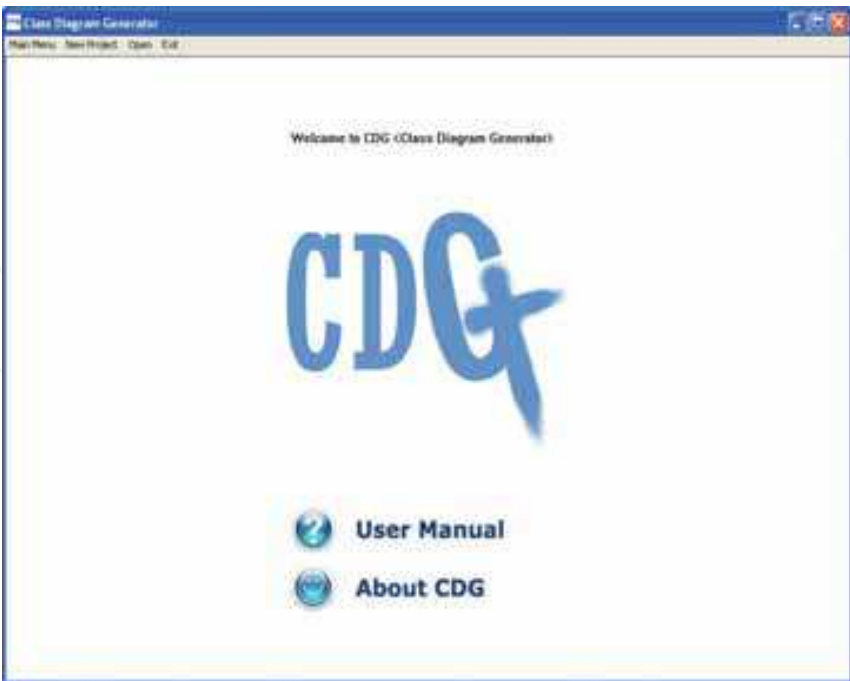 Class Diagram Generator
Main Menu New Project Open Exit
Welcome to CDG <Class Diagram Generator>
CDG
User Manual
About CDG